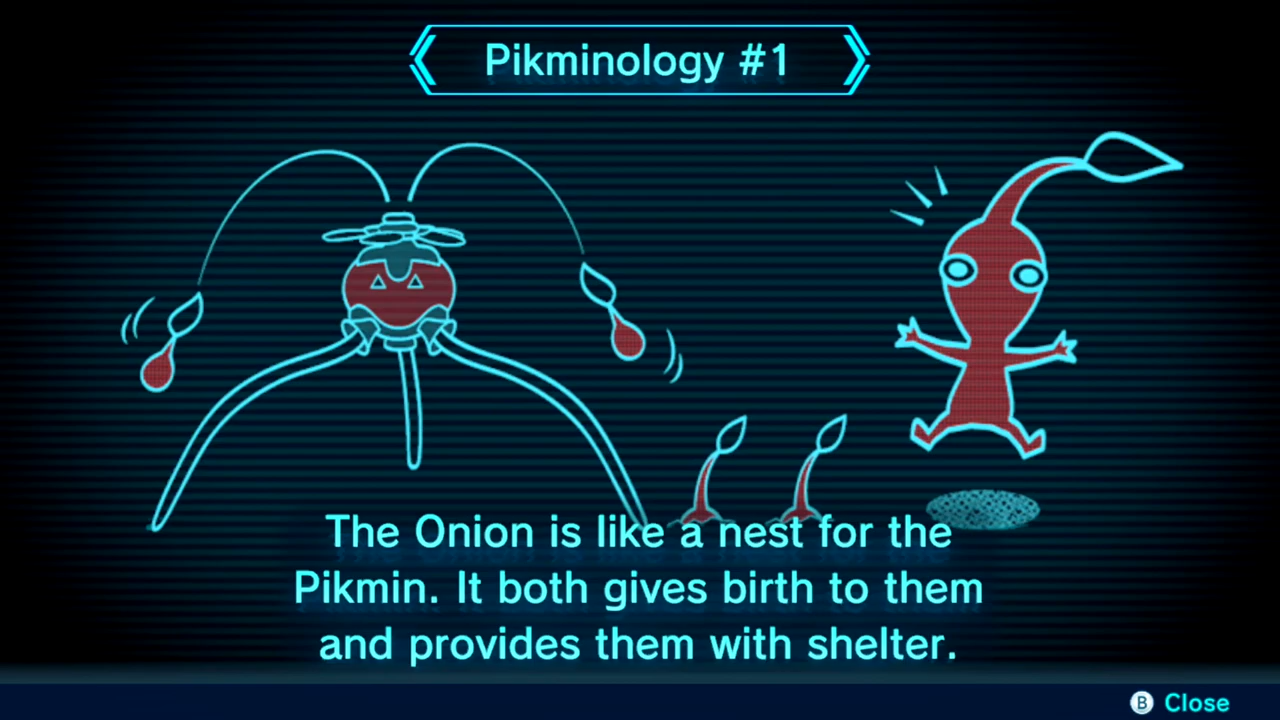 Pikminology #1
The Onion is like a nest for the
Pikmin. It both gives birth to them
and provides them with shelter.
B Close